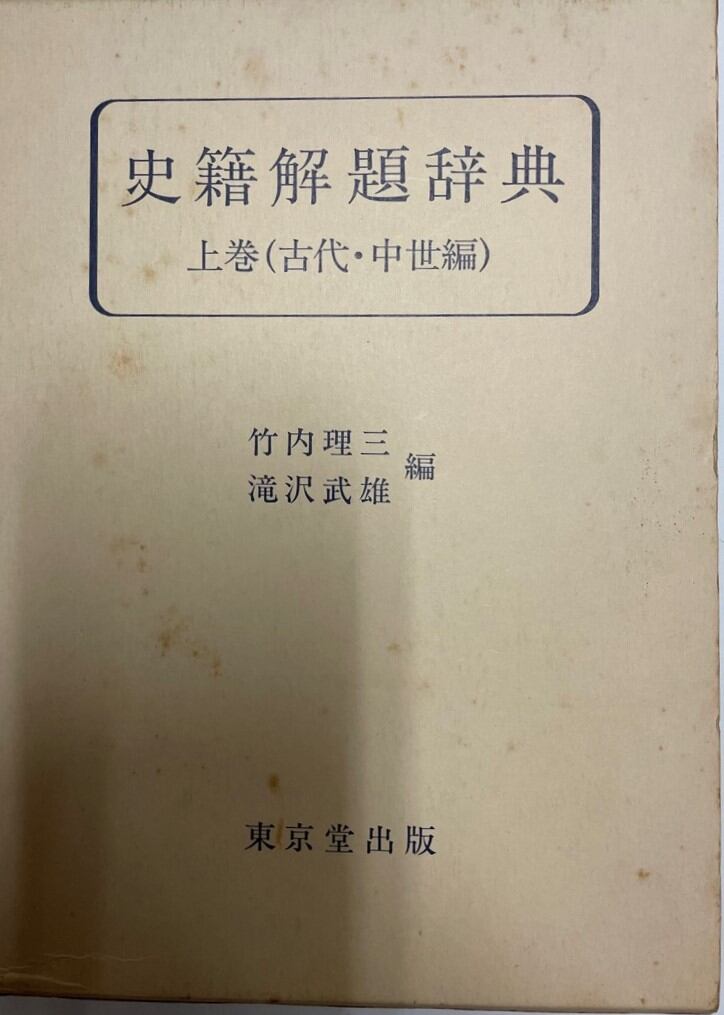 史籍解題辞典
上巻(古代・中世編)
竹内理三
滝沢武雄
編
東京堂出版